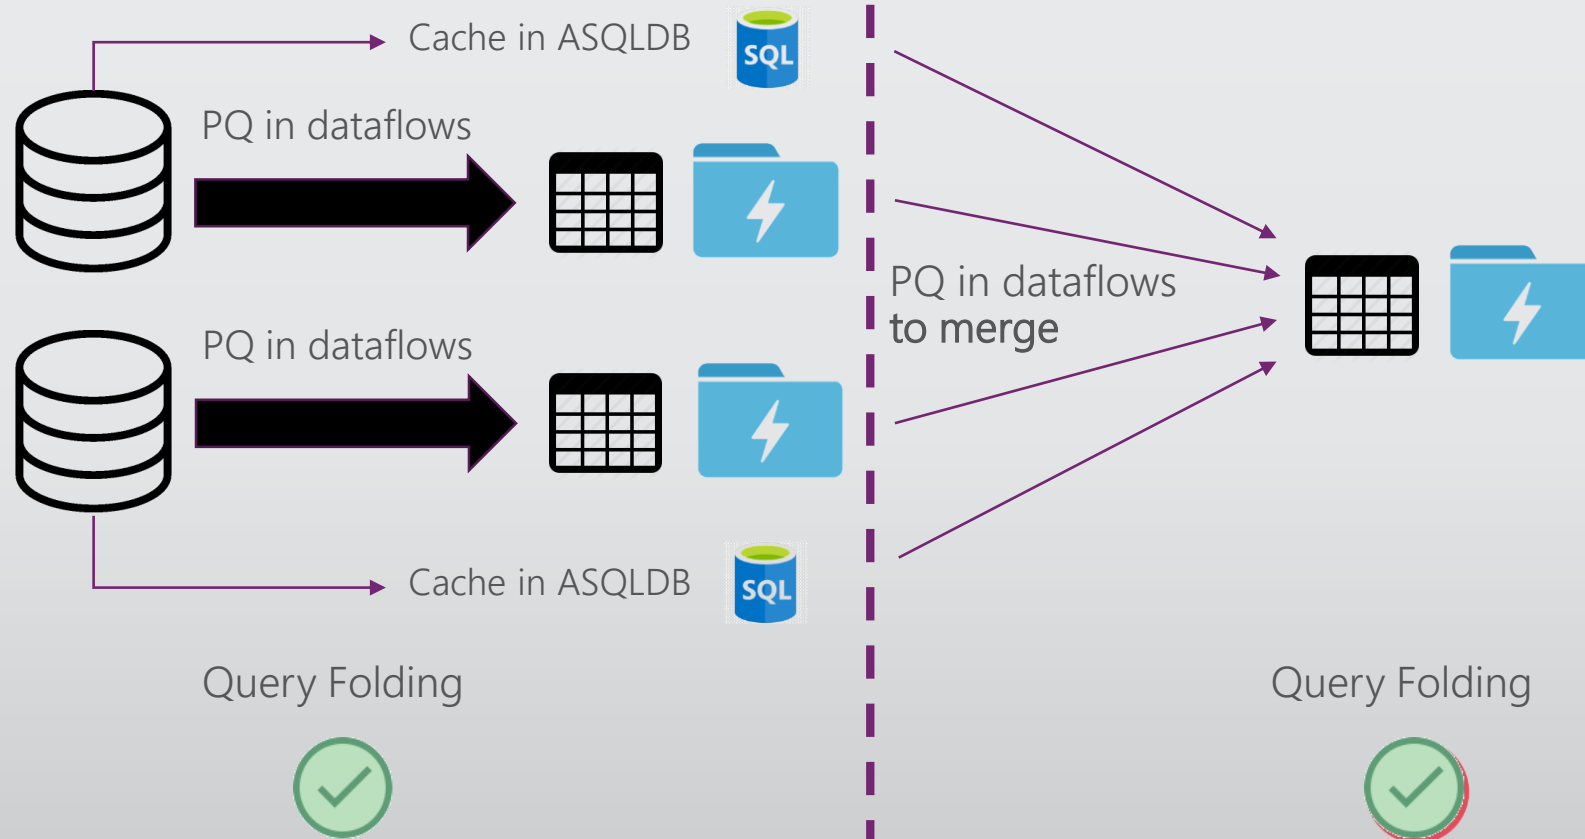 Cache in ASQLDB
SQL
PQ in dataflows
PQ in dataflows
to merge
PQ in dataflows
Cache in ASQLDB
SQL
Query Folding
Query Folding